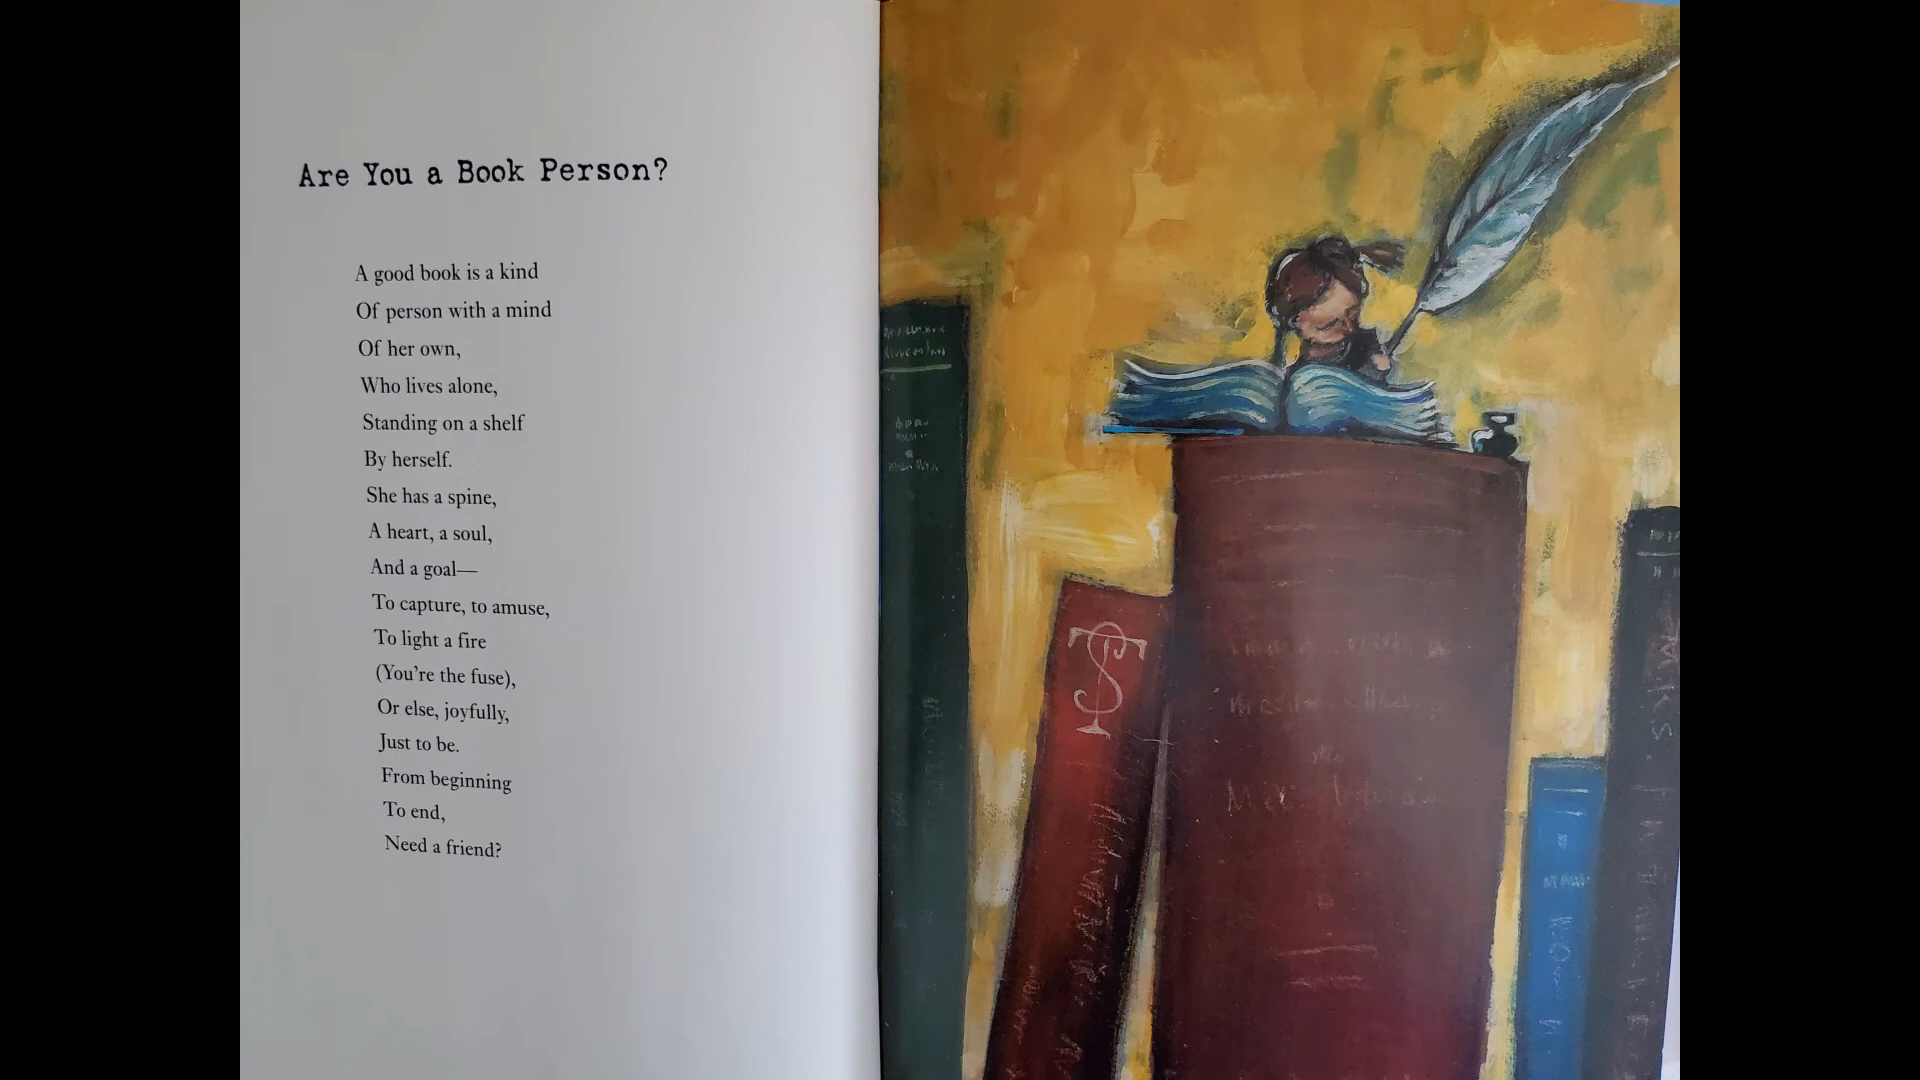 Are You a Book Person?
A good book is a kind
Of person with a mind
Of her own,
Who lives alone,
Standing on a shelf
By herself.
She has a spine,
A heart, a soul,
And a goal—
To capture, to amuse,
To light a fire
(You're the fuse),
Or else, joyfully,
Just to be.
From beginning
To end,
Need a friend?